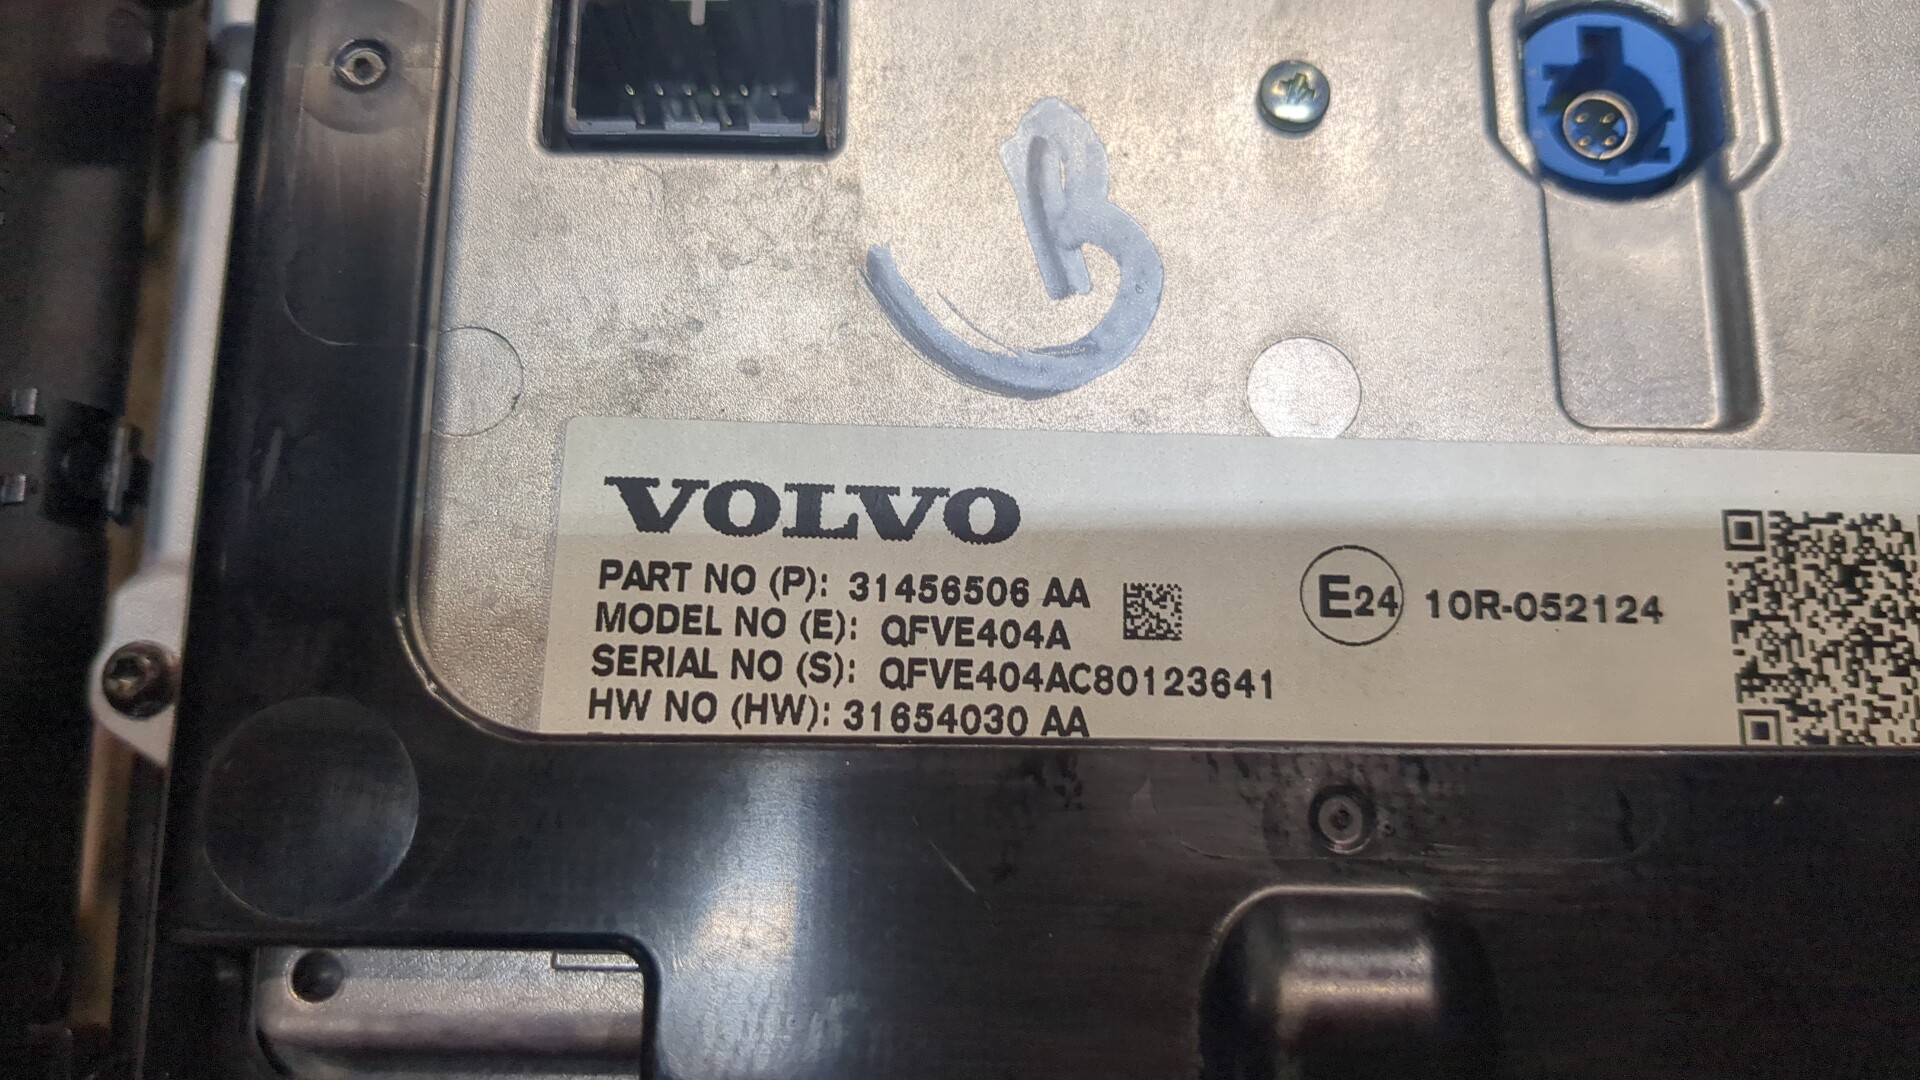 VOLVO
PART NO (P): 31456506 AA
MODEL NO (E): QFVE404A
SERIAL NO (S): QFVE404AC80123641
HW NO (HW): 31654030 AA
E24 10R-052124